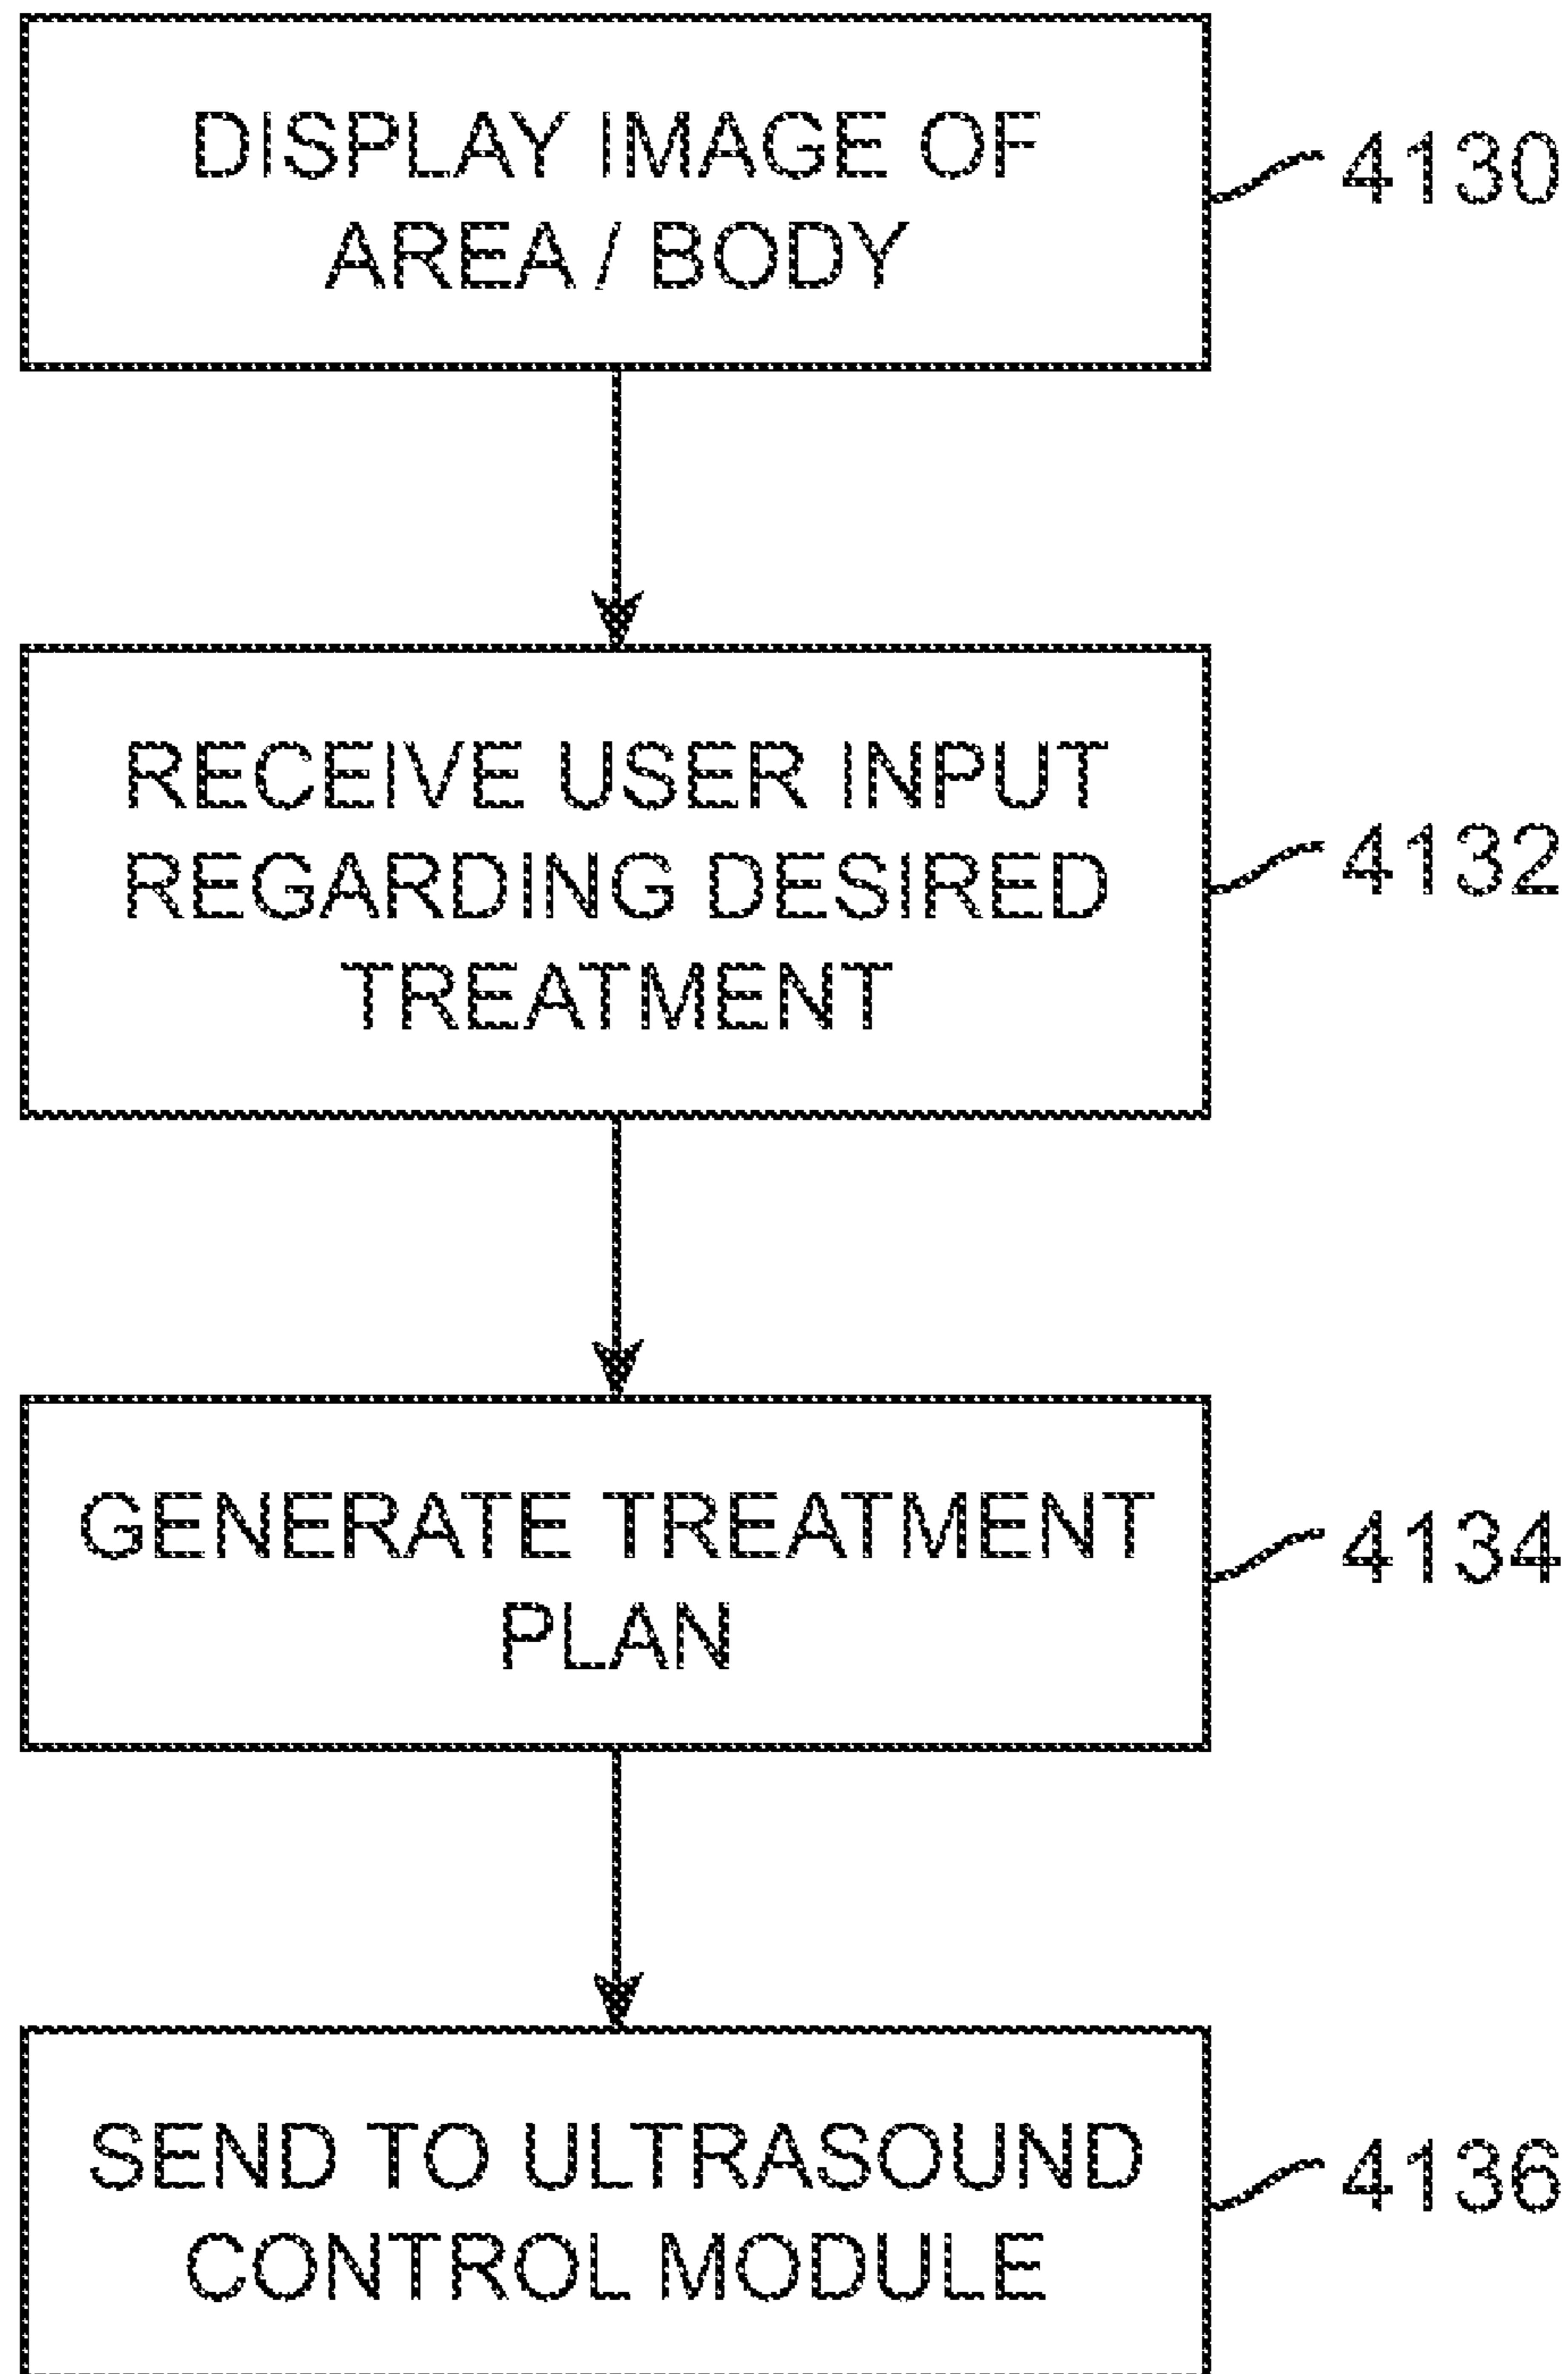 DISPLAY IMAGE OF
AREA / BODY
4130
RECEIVE USER INPUT
REGARDING DESIRED
TREATMENT
4132
GENERATE TREATMENT
PLAN
4134
SEND TO ULTRASOUND
CONTROL MODULE
4136